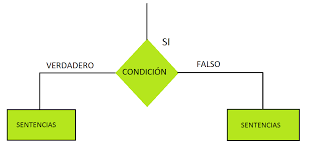 SI
VERDADERO
FALSO
CONDICIÓN
SENTENCIAS
SENTENCIAS